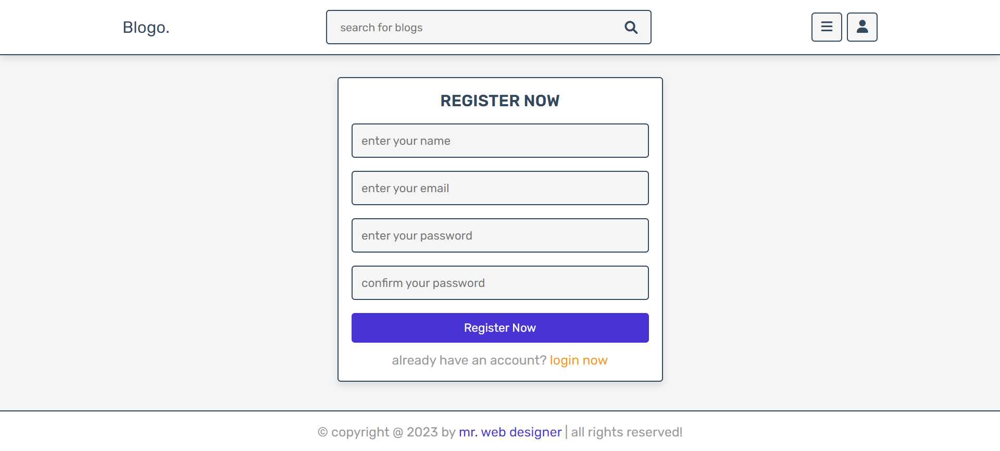 Blogo.
search for blogs
REGISTER NOW
enter your name
enter your email
enter your password
confirm your password
Register Now
already have an account? login now
© copyright @ 2023 by mr. web designer | all rights reserved!